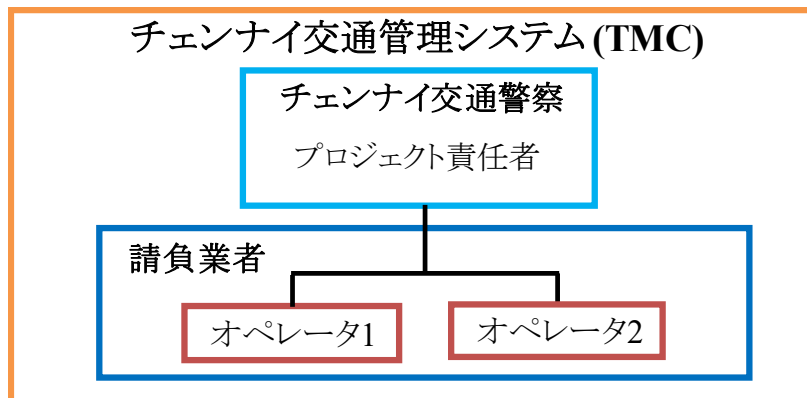 チェンナイ交通管理システム(TMC)
チェンナイ交通警察
プロジェクト責任者
請負業者
オペレータ1
オペレータ2